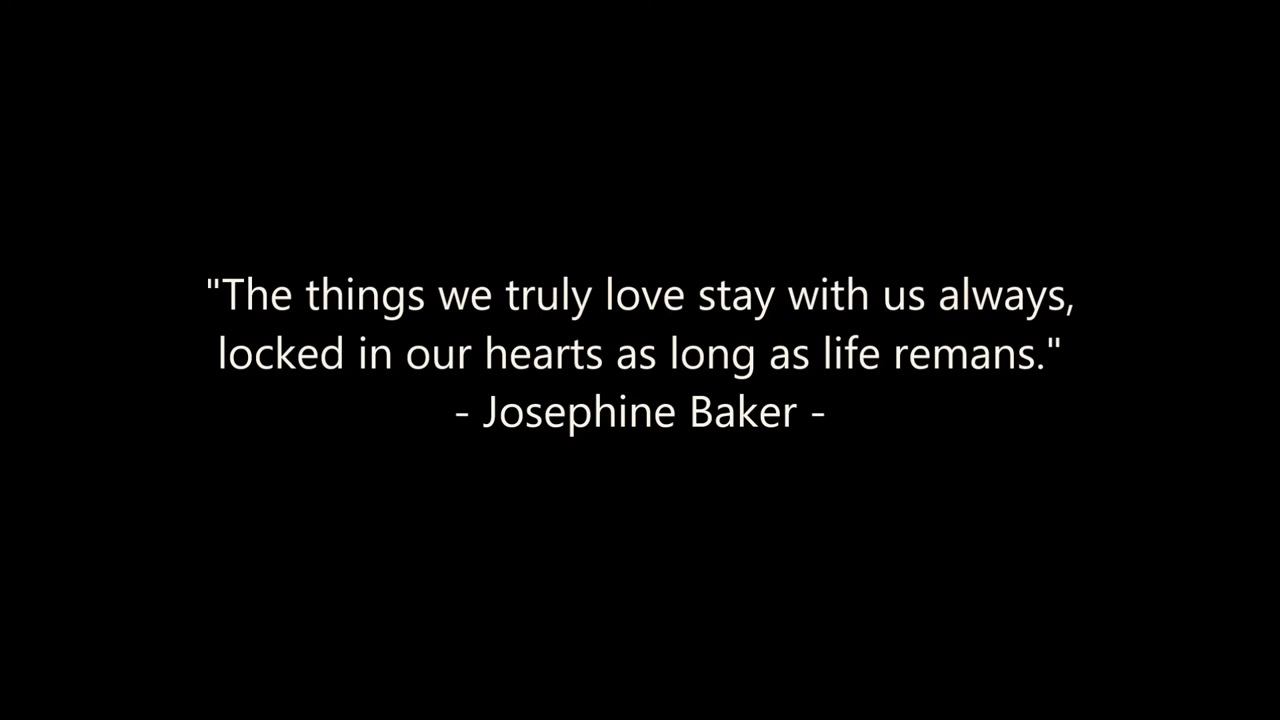 "The things we truly love stay with us always,
locked in our hearts as long as life remans."
- Josephine Baker -